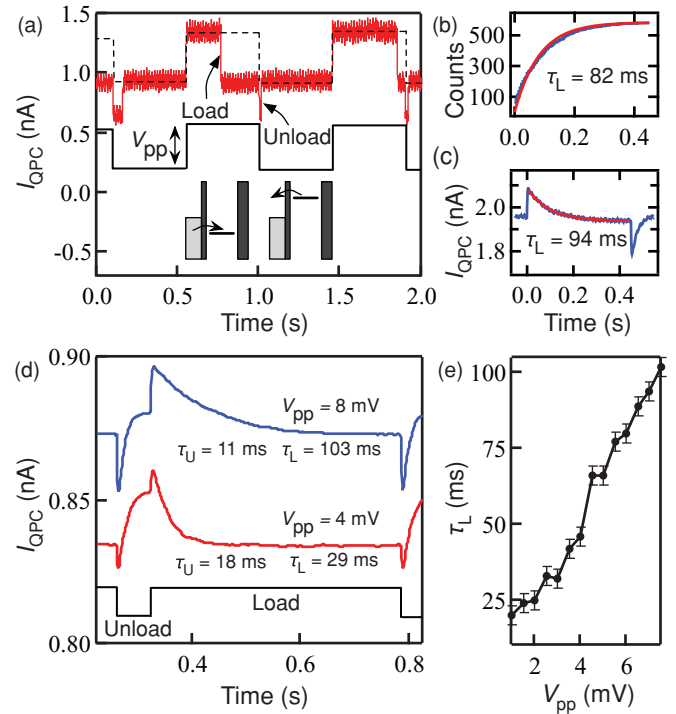 (a)
I_QPC (nA)
1.5
1.0
0.5
0.0
-0.5
V_pp
Load
Unload
0.0
0.5
1.0
1.5
2.0
Time (s)
(b)
Counts
500
300
100
τ_L = 82 ms
0.0
0.2
0.4
(c)
I_QPC (nA)
2.0
1.8
τ_L = 94 ms
0.0
0.2
0.4
Time (s)
(d)
I_QPC (nA)
0.90
0.85
0.80
V_pp = 8 mV
τ_U = 11 ms τ_L = 103 ms
V_pp = 4 mV
τ_U = 18 ms τ_L = 29 ms
Load
Unload
0.4
0.6
0.8
Time (s)
(e)
τ_L (ms)
100
75
50
25
2
4
6
V_pp (mV)